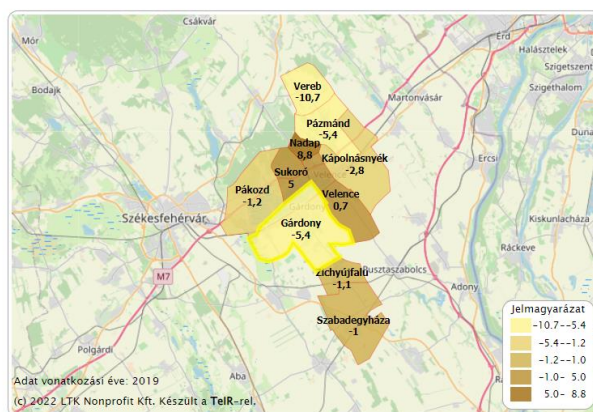 Csákvár
Mór
Érd
Halásztelek
Szigetszent
Bodajk
Szigethalom
Vereb
-10,7
Martonvásár
Pázmánd
-5,4
Nadap
8,8
Kápolnásnyék
-2,8
Ercsi
Sukoró
5
Pákozd
-1,2
Velence
0,7
Székesfehérvár
Gárdony
-5,4
Kiskunlacháza
Ráckeve
M7
Zichyújfalu
-1,1
Pusztaszabolcs
Adony
Szabadegyháza
-1
Polgárdi
Aba
Jelmagyarázat
-10.7--5.4
-5.4--1.2
-1.2--1.0
-1.0- 5.0
5.0- 8.8
Adat vonatkozási éve: 2019
(c) 2022 LTK Nonprofit Kft. Készült a TeIR-rel.